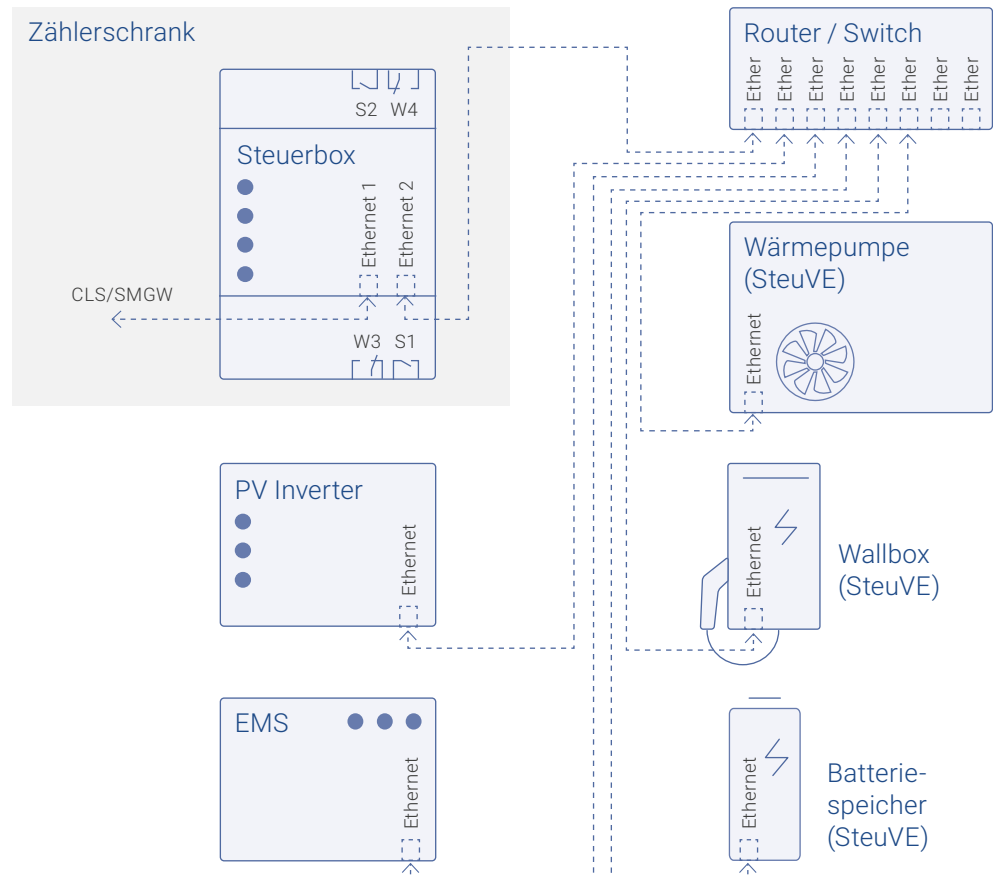 Zählerschrank
S2 W4
Steuerbox
Ethernet 1
Ethernet 2
CLS/SMGW
W3 S1
Router / Switch
Ether
Ether
Ether
Ether
Ether
Ether
Ether
Ether
Wärmepumpe
(SteuVE)
Ethernet
PV Inverter
Ethernet
Ethernet
Wallbox
(SteuVE)
EMS
Ethernet
Ethernet
Batterie-
speicher
(SteuVE)